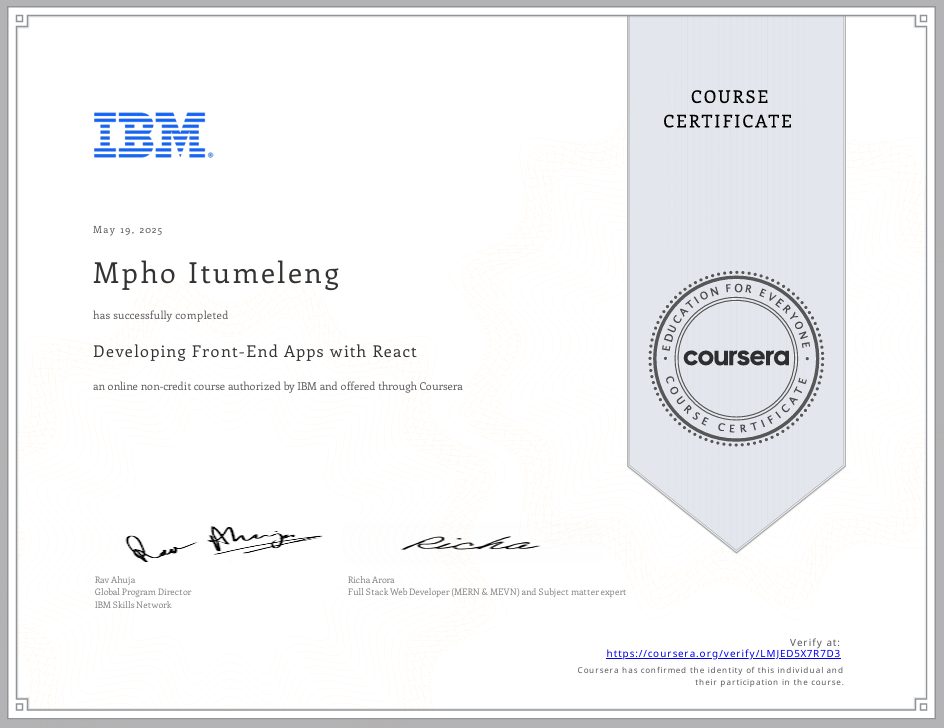 COURSE
CERTIFICATE
IBM®
May 19, 2025
Mpho Itumeleng
has successfully completed
Developing Front-End Apps with React
an online non-credit course authorized by IBM and offered through Coursera
EDUCATION FOR EVERYONE
coursera
COURSE CERTIFICATE
Rav Ahuja
Richa
Rav Ahuja
Global Program Director
IBM Skills Network
Richa Arora
Full Stack Web Developer (MERN & MEVN) and Subject matter expert
Verify at:
https://coursera.org/verify/LMJED5X7R7D3
Coursera has confirmed the identity of this individual and
their participation in the course.